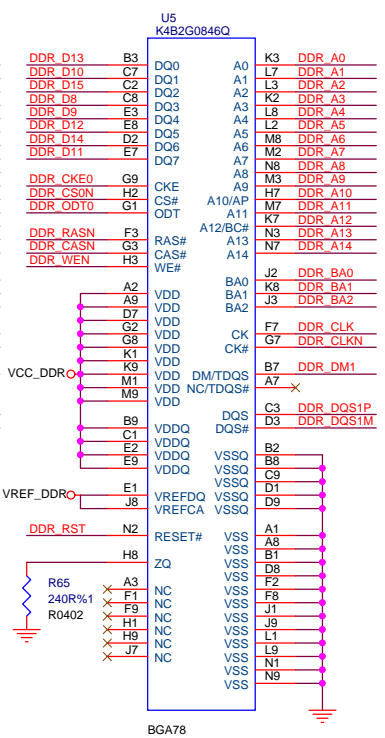 U5
K4B2G0846Q
DDR_D13 B3 DQ0
DDR_D10 C7 DQ1
DDR_D15 C2 DQ2
DDR_D8 C8 DQ3
DDR_D9 E3 DQ4
DDR_D12 E8 DQ5
DDR_D14 D2 DQ6
DDR_D11 E7 DQ7
DDR_CKE0 G9 CKE
DDR_CS0N H2 CS#
DDR_ODT0 G1 ODT
DDR_RASN F3 RAS#
DDR_CASN G3 CAS#
DDR_WEN H3 WE#
A2 VDD
A9 VDD
D7 VDD
G2 VDD
G8 VDD
K1 VDD
VCC_DDR K9 VDD
M1 VDD
M9 VDD
B9 VDDQ
C1 VDDQ
E2 VDDQ
E9 VDDQ
VREF_DDR E1 VREFDQ
J8 VREFCA
DDR_RST N2 RESET#
H8 ZQ
R65
240R%1
R0402
A3 NC
F1 NC
F9 NC
H1 NC
H9 NC
J7 NC
A0 K3 DDR_A0
A1 L7 DDR_A1
A2 L3 DDR_A2
A3 K2 DDR_A3
A4 L8 DDR_A4
A5 L2 DDR_A5
A6 M8 DDR_A6
A7 M2 DDR_A7
A8 N8 DDR_A8
A9 M3 DDR_A9
A10/AP H7 DDR_A10
A11 M7 DDR_A11
A12/BC# K7 DDR_A12
A13 N3 DDR_A13
A14 N7 DDR_A14
BA0 J2 DDR_BA0
BA1 K8 DDR_BA1
BA2 J3 DDR_BA2
CK F7 DDR_CLK
CK# G7 DDR_CLKN
DM/TDQS B7 DDR_DM1
NC/TDQS# A7
DQS C3 DDR_DQS1P
DQS# D3 DDR_DQS1M
VSSQ B2
VSSQ B8
VSSQ C9
VSSQ D1
VSSQ D9
VSS A1
VSS A8
VSS B1
VSS D8
VSS F2
VSS F8
VSS J1
VSS J9
VSS L1
VSS L9
VSS N1
VSS N9
BGA78